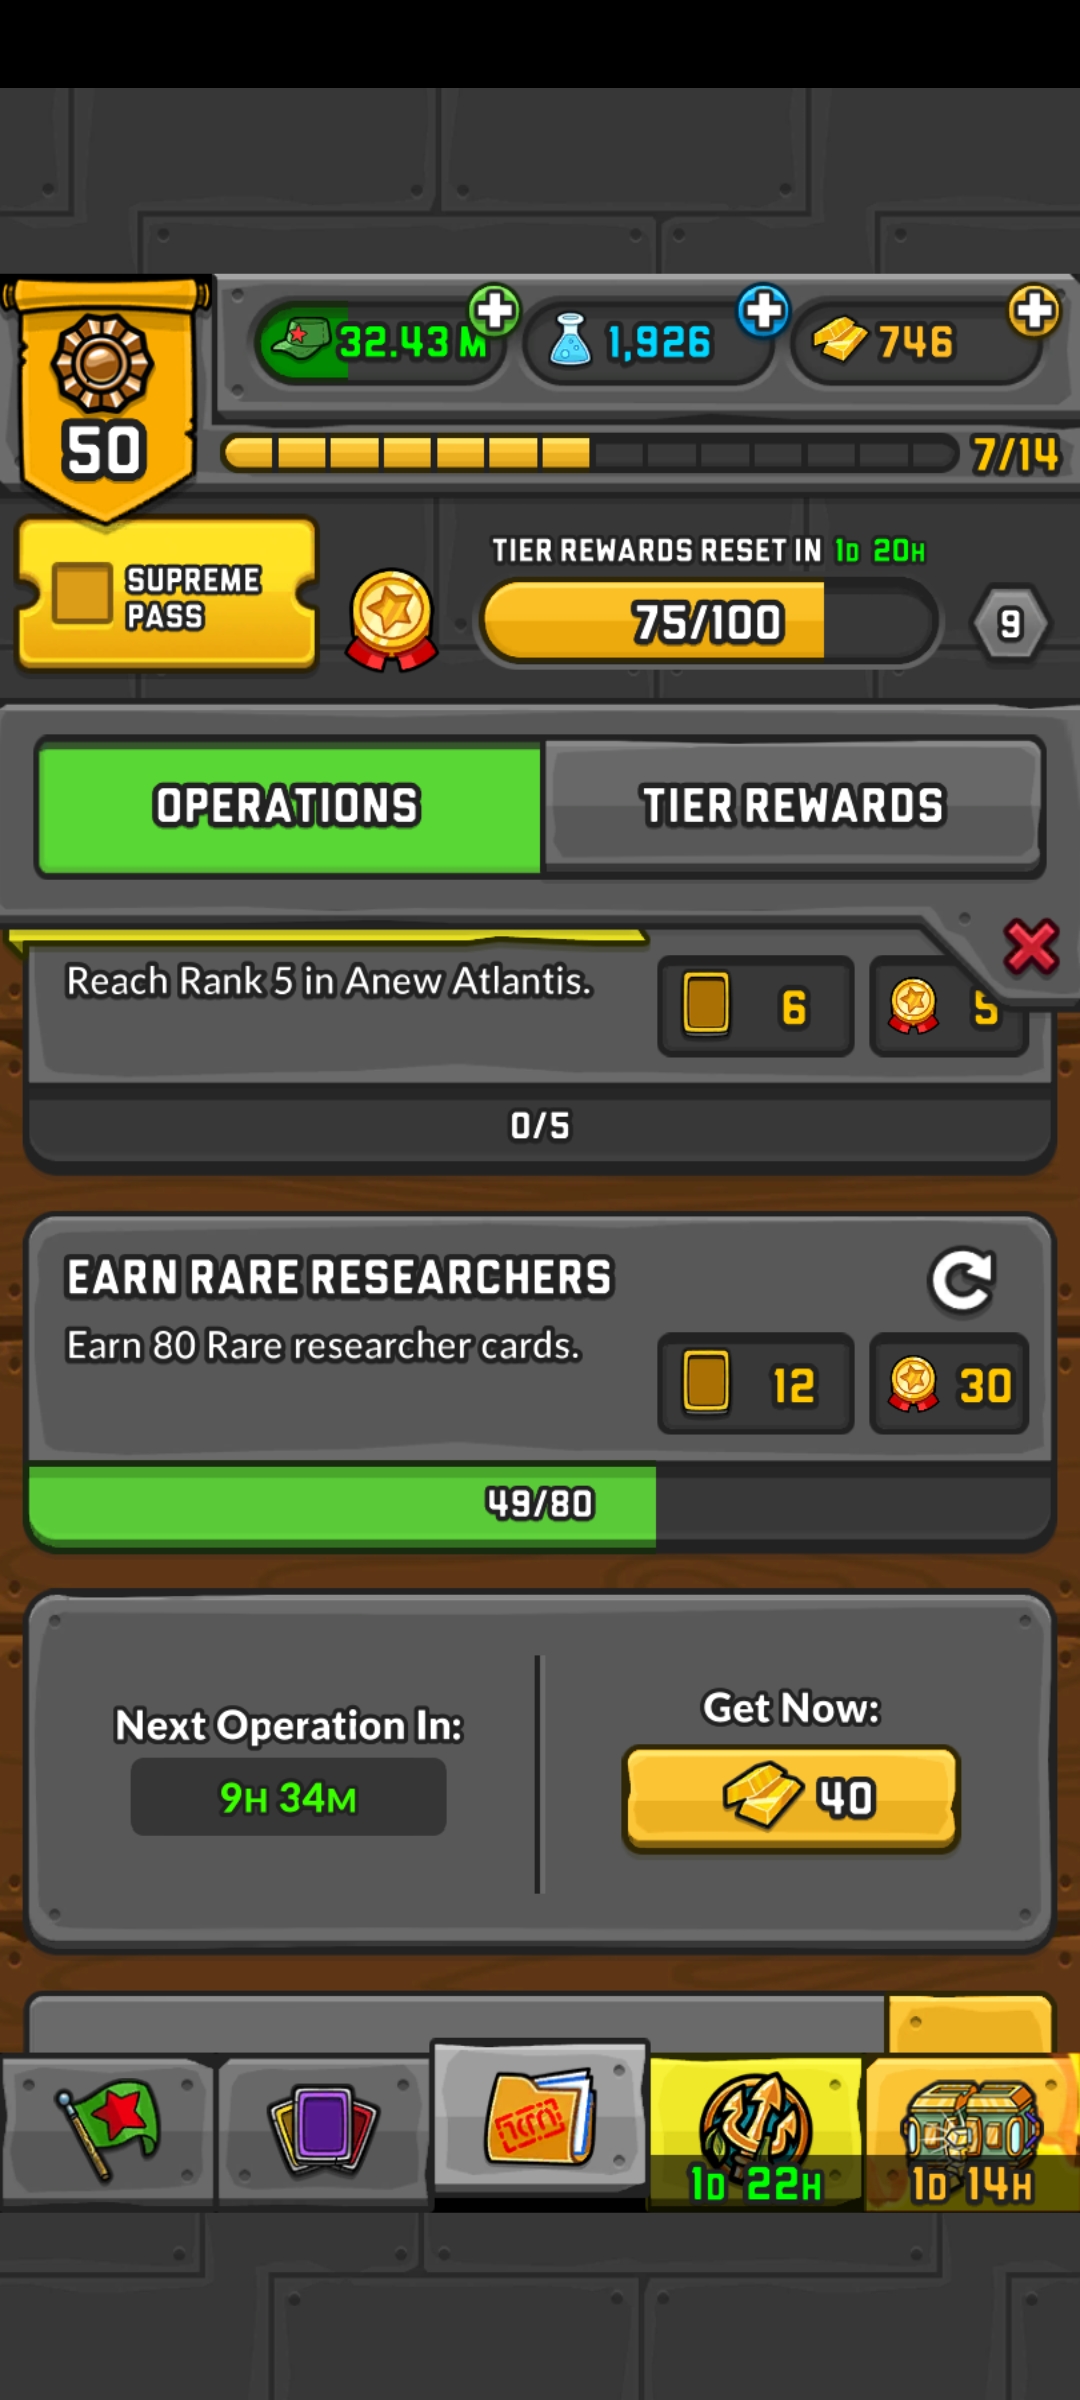 32.43 M
1,926
746
50
7/14
SUPREME
PASS
TIER REWARDS RESET IN 1D 20H
75/100
9
OPERATIONS
TIER REWARDS
Reach Rank 5 in Anew Atlantis.
6
5
0/5
EARN RARE RESEARCHERS
Earn 80 Rare researcher cards.
12
30
49/80
Next Operation In:
9H 34M
Get Now:
40
1D 22H
1D 14H